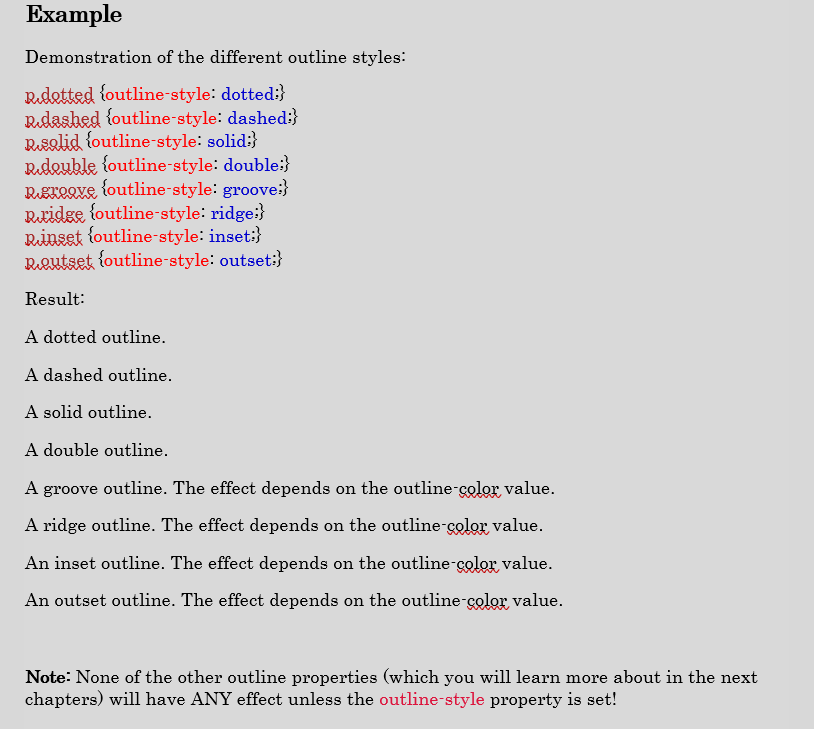 Example
Demonstration of the different outline styles:
p.dotted {outline-style: dotted;}
p.dashed {outline-style: dashed;}
p.solid {outline-style: solid;}
p.double {outline-style: double;}
p.groove {outline-style: groove;}
p.ridge {outline-style: ridge;}
p.inset {outline-style: inset;}
p.outset {outline-style: outset;}
Result:
A dotted outline.
A dashed outline.
A solid outline.
A double outline.
A groove outline. The effect depends on the outline-color value.
A ridge outline. The effect depends on the outline-color value.
An inset outline. The effect depends on the outline-color value.
An outset outline. The effect depends on the outline-color value.
Note: None of the other outline properties (which you will learn more about in the next
chapters) will have ANY effect unless the outline-style property is set!